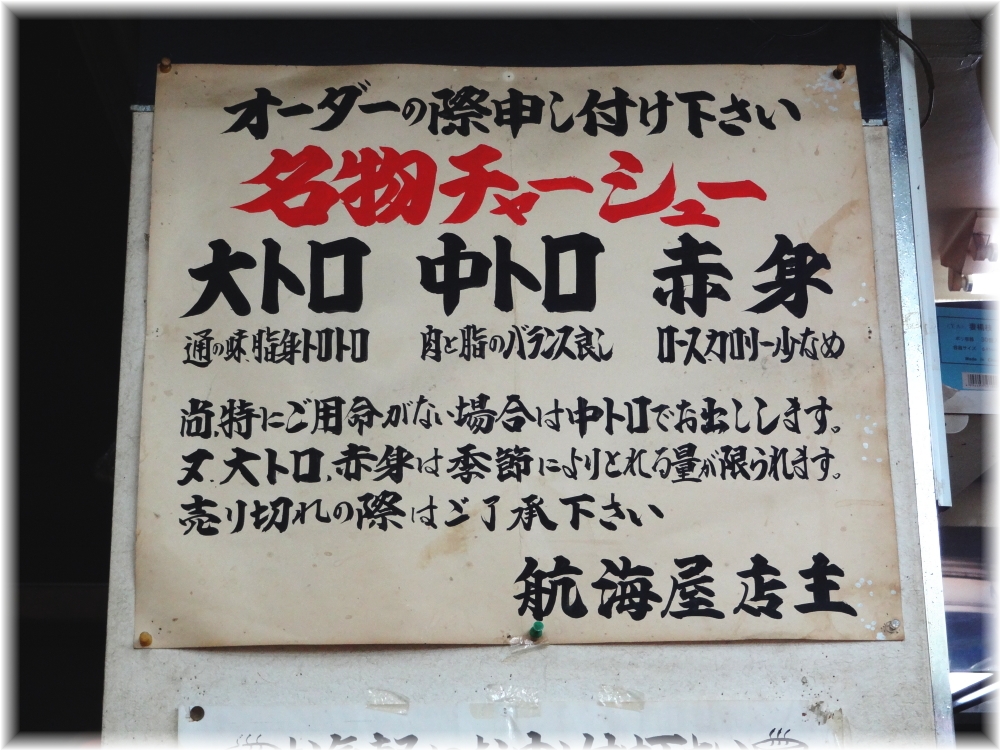 オーダーの際申し付け下さい
名物チャーシュー
大トロ 中トロ 赤身
通の味.脂身トロトロ 肉と脂のバランス良し ロースカロリー少なめ
尚、特にご用命がない場合は中トロでお出しします。
又、大トロ、赤身は季節によりとれる量が限られます。
売り切れの際はご了承下さい
航海屋店主